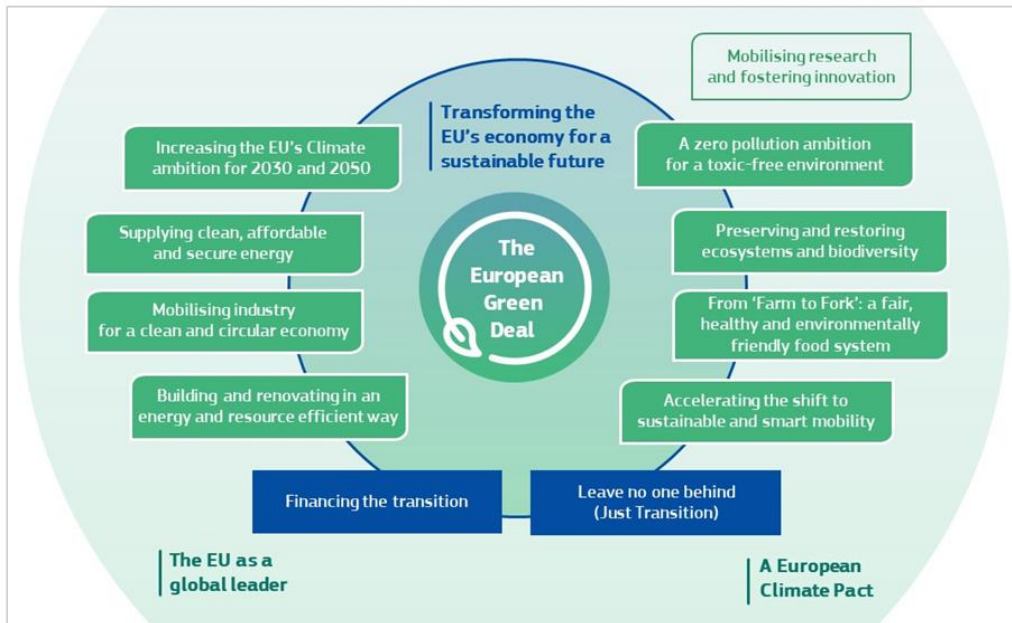 Mobilising research
and fostering innovation
Transforming the
EU's economy for a
sustainable future
Increasing the EU's Climate
ambition for 2030 and 2050
A zero pollution ambition
for a toxic-free environment
Supplying clean, affordable
and secure energy
Preserving and restoring
ecosystems and biodiversity
The
European
Green
Deal
Mobilising industry
for a clean and circular economy
From ‘Farm to Fork’: a fair,
healthy and environmentally
friendly food system
Building and renovating in an
energy and resource efficient way
Accelerating the shift to
sustainable and smart mobility
Financing the transition
Leave no one behind
(Just Transition)
The EU as a
global leader
A European
Climate Pact